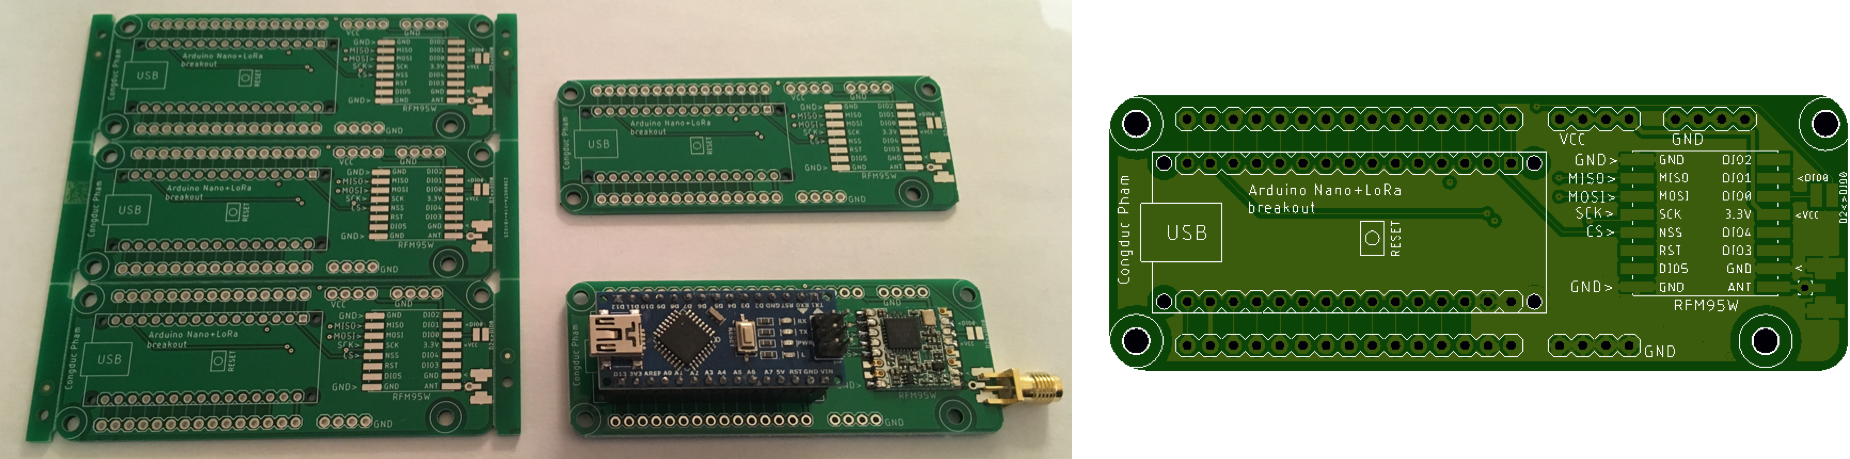 VCC
GND
Arduino Nano+LoRa
breakout
USB
RESET
Congduc Pham
GND>
MISO>
MOSI>
SCK>
CS>
GND>
GND
MISO
MOSI
SCK
NSS
RST
DIO5
GND
DIO2
DIO1
DIO0
3.3V
DIO4
DIO3
GND
ANT
RFM95W
<DIO0
<VCC
GND
VCC
GND
Arduino Nano+LoRa
breakout
USB
RESET
Congduc Pham
GND>
MISO>
MOSI>
SCK>
CS>
GND>
GND
MISO
MOSI
SCK
NSS
RST
DIO5
GND
DIO2
DIO1
DIO0
3.3V
DIO4
DIO3
GND
ANT
RFM95W
GND
VCC
GND
Arduino Nano+LoRa
breakout
USB
RESET
Congduc Pham
GND>
MISO>
MOSI>
SCK>
CS>
GND>
GND
MISO
MOSI
SCK
NSS
RST
DIO5
GND
DIO2
DIO1
DIO0
3.3V
DIO4
DIO3
GND
ANT
RFM95W
GND
VCC
GND
Arduino Nano+LoRa
breakout
USB
RESET
Congduc Pham
GND>
MISO>
MOSI>
SCK>
CS>
GND>
GND
MISO
MOSI
SCK
NSS
RST
DIO5
GND
DIO2
DIO1
DIO0
3.3V
DIO4
DIO3
GND
ANT
RFM95W
GND
GND
D12 D11 D10 D9 D8 D7 D6 D5 D4 D3 D2 GND RST RX0 TX1
RX
TX
PWR
L
D13 3V3 AREF A0 A1 A2 A3 A4 A5 A6 A7 5V RST GND VIN
GND>
RFM95W
GND
Congduc Pham
VCC
GND
Arduino Nano+LoRa
breakout
USB
RESET
Congduc Pham
GND>
MISO>
MOSI>
SCK>
CS>
GND>
GND
MISO
MOSI
SCK
NSS
RST
DIO5
GND
DIO2
DIO1
DIO0
3.3V
DIO4
DIO3
GND
ANT
RFM95W
<DIO0
<VCC
<
D2<>DIO0
GND